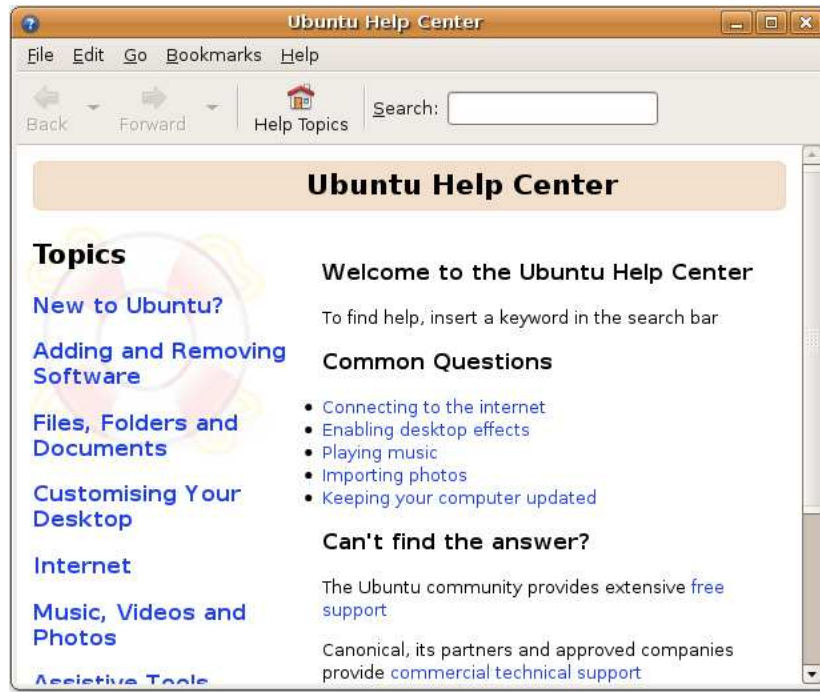 Ubuntu Help Center
File Edit Go Bookmarks Help
Back Forward Help Topics Search:
Ubuntu Help Center
Topics
New to Ubuntu?
Adding and Removing
Software
Files, Folders and
Documents
Customising Your
Desktop
Internet
Music, Videos and
Photos
Assistive Tools
Welcome to the Ubuntu Help Center
To find help, insert a keyword in the search bar
Common Questions
• Connecting to the internet
• Enabling desktop effects
• Playing music
• Importing photos
• Keeping your computer updated
Can't find the answer?
The Ubuntu community provides extensive free
support
Canonical, its partners and approved companies
provide commercial technical support